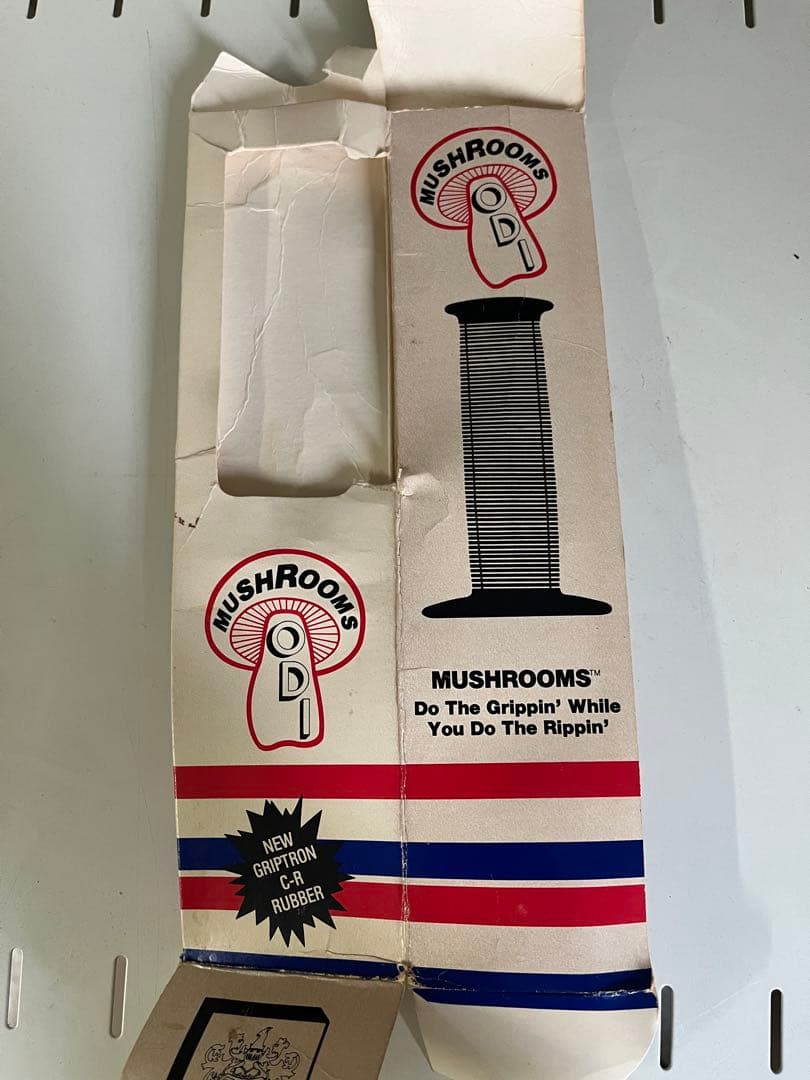 MUSHROOMS
ODI
MUSHROOMS™
Do The Grippin' While
You Do The Rippin'
MUSHROOMS
ODI
NEW
GRIPTRON
C-R
RUBBER